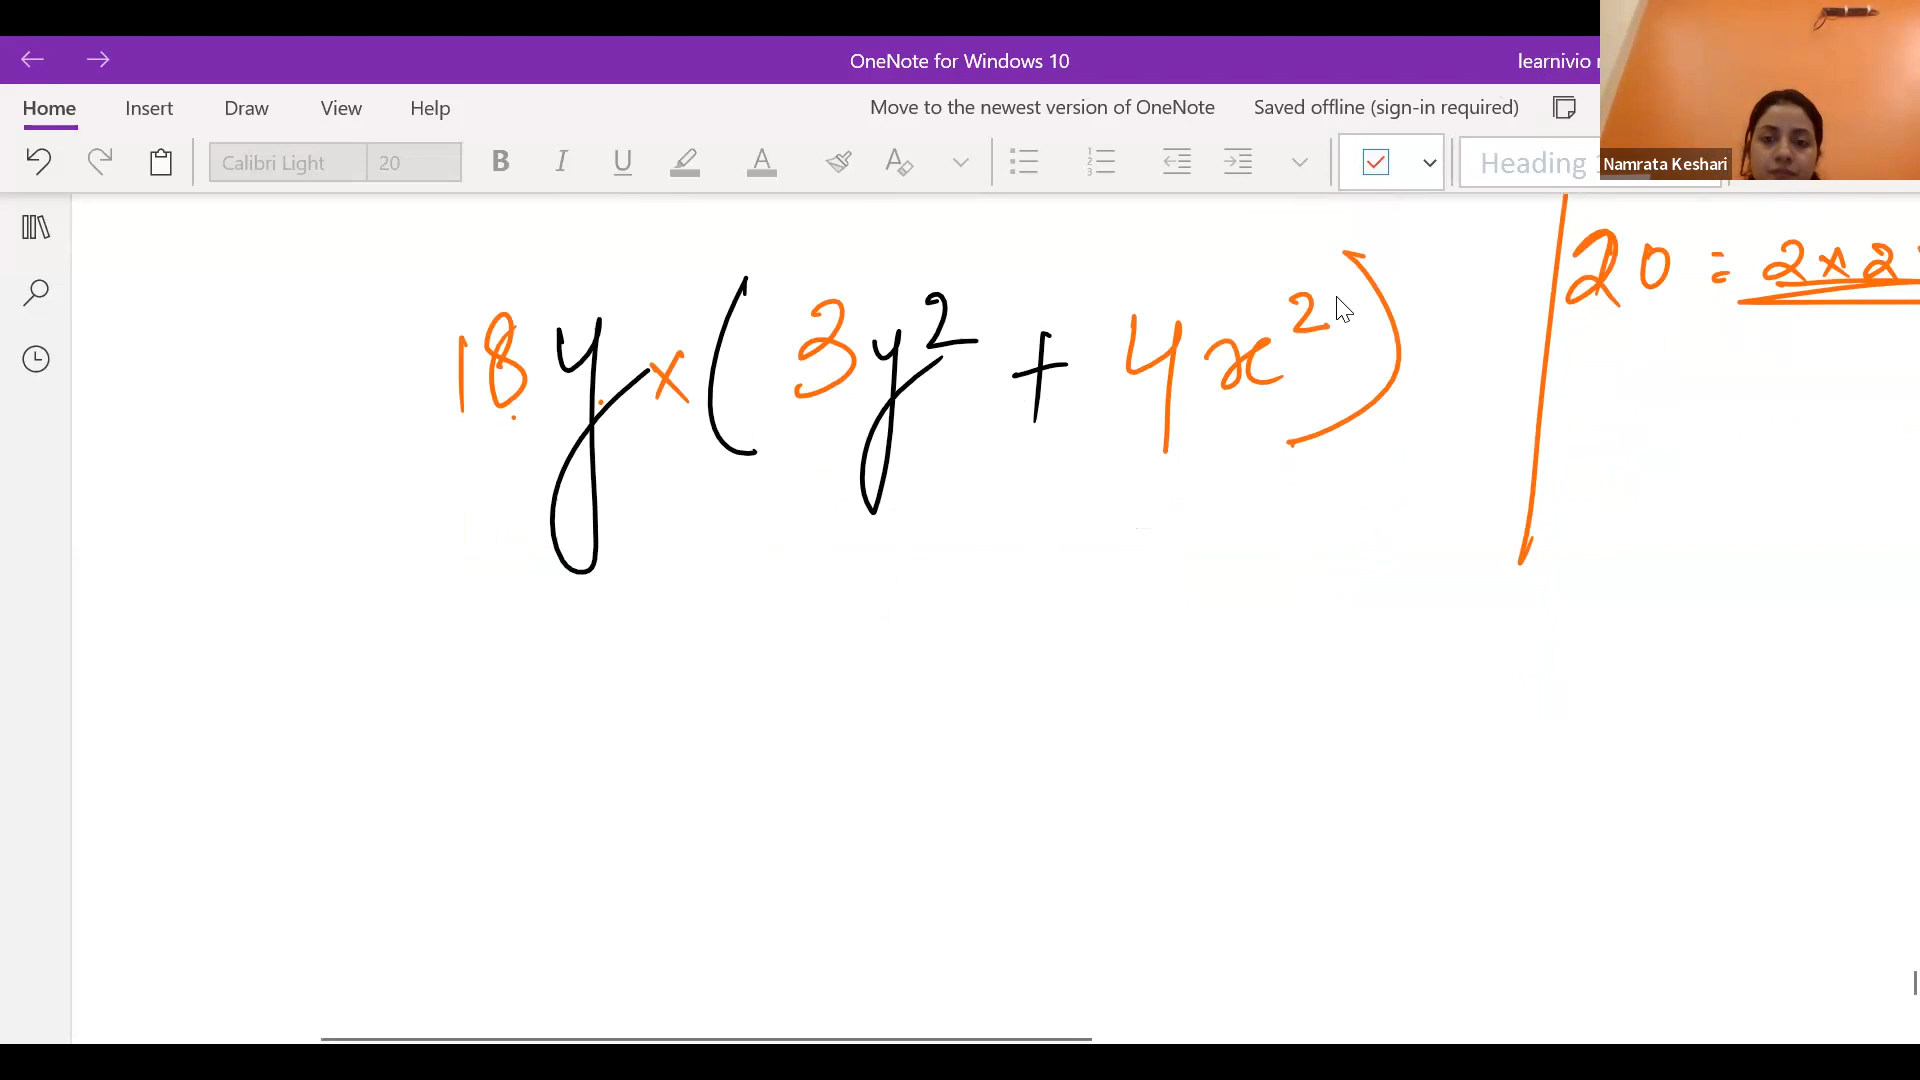 OneNote for Windows 10
learnivio
Home Insert Draw View Help
Move to the newest version of OneNote Saved offline (sign-in required)
Calibri Light 20 B I U A Heading
Namrata Keshari
18y × (3y² + 4x²)
20 = 2×2